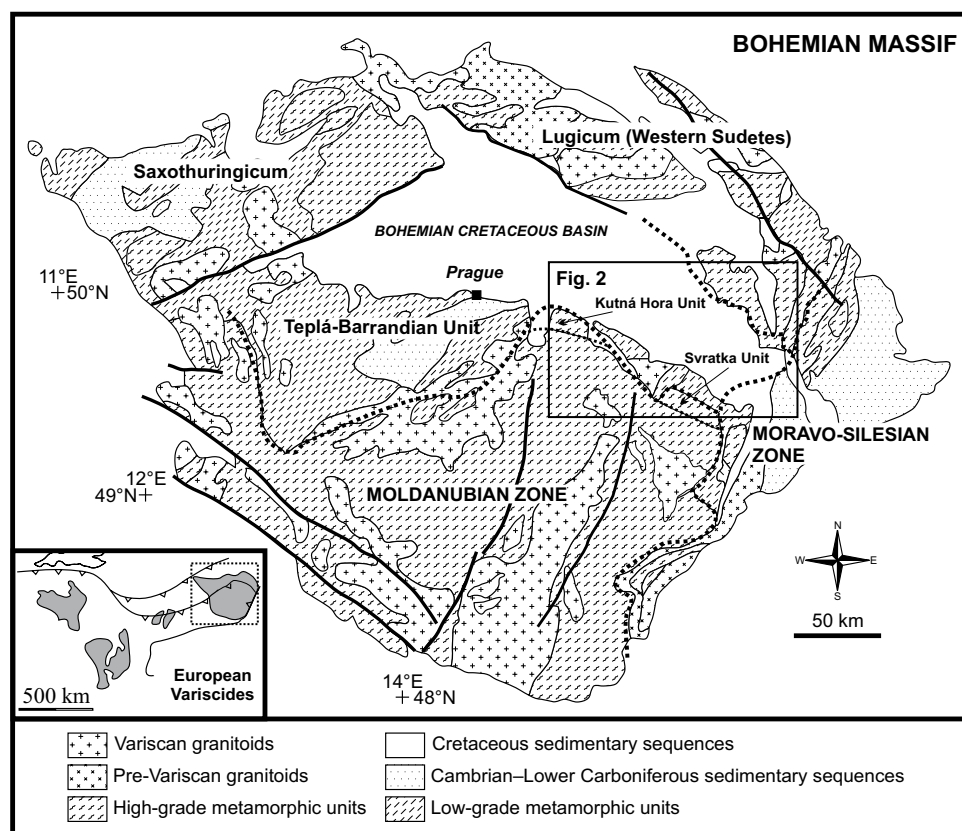 BOHEMIAN MASSIF
Lugicum (Western Sudetes)
Saxothuringicum
BOHEMIAN CRETACEOUS BASIN
11°E
+50°N
Prague
Fig. 2
Kutná Hora Unit
Teplá-Barrandian Unit
Svratka Unit
MORAVO-SILESIAN
ZONE
12°E
49°N+
MOLDANUBIAN ZONE
N
W
E
S
50 km
14°E
+48°N
European
Variscides
500 km
Variscan granitoids
Pre-Variscan granitoids
High-grade metamorphic units
Cretaceous sedimentary sequences
Cambrian–Lower Carboniferous sedimentary sequences
Low-grade metamorphic units